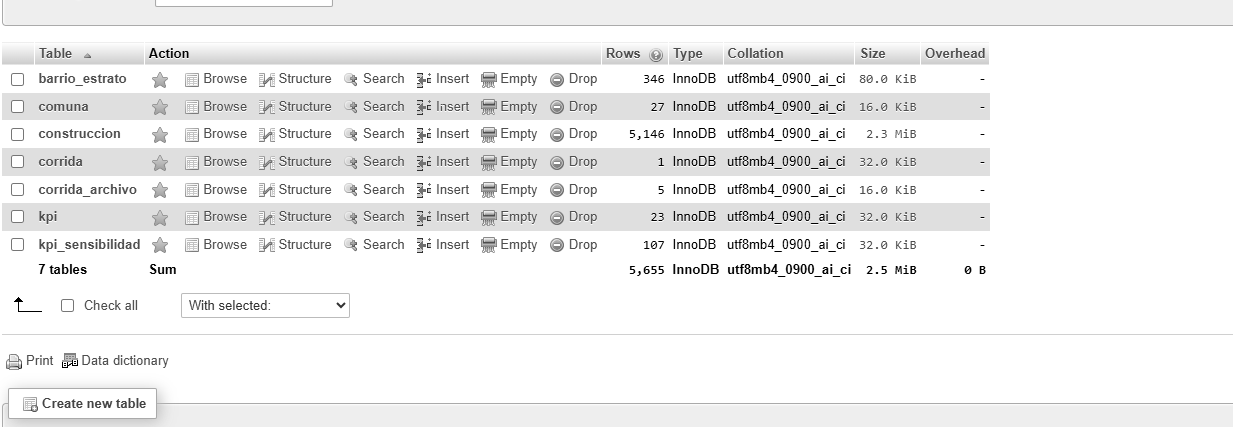 Table Action Rows Type Collation Size Overhead
barrio_estrato Browse Structure Search Insert Empty Drop 346 InnoDB utf8mb4_0900_ai_ci 80.0 KiB -
comuna Browse Structure Search Insert Empty Drop 27 InnoDB utf8mb4_0900_ai_ci 16.0 KiB -
construccion Browse Structure Search Insert Empty Drop 5,146 InnoDB utf8mb4_0900_ai_ci 2.3 MiB -
corrida Browse Structure Search Insert Empty Drop 1 InnoDB utf8mb4_0900_ai_ci 32.0 KiB -
corrida_archivo Browse Structure Search Insert Empty Drop 5 InnoDB utf8mb4_0900_ai_ci 16.0 KiB -
kpi Browse Structure Search Insert Empty Drop 23 InnoDB utf8mb4_0900_ai_ci 32.0 KiB -
kpi_sensibilidad Browse Structure Search Insert Empty Drop 107 InnoDB utf8mb4_0900_ai_ci 32.0 KiB -
7 tables Sum 5,655 InnoDB utf8mb4_0900_ai_ci 2.5 MiB 0 B
Check all With selected:
Print Data dictionary
Create new table